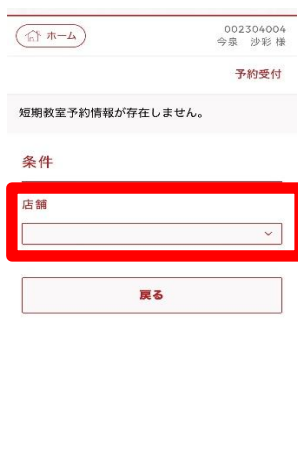 ホーム
002304004
今泉 沙彩 様
予約受付
短期教室予約情報が存在しません。
条件
店舗
戻る